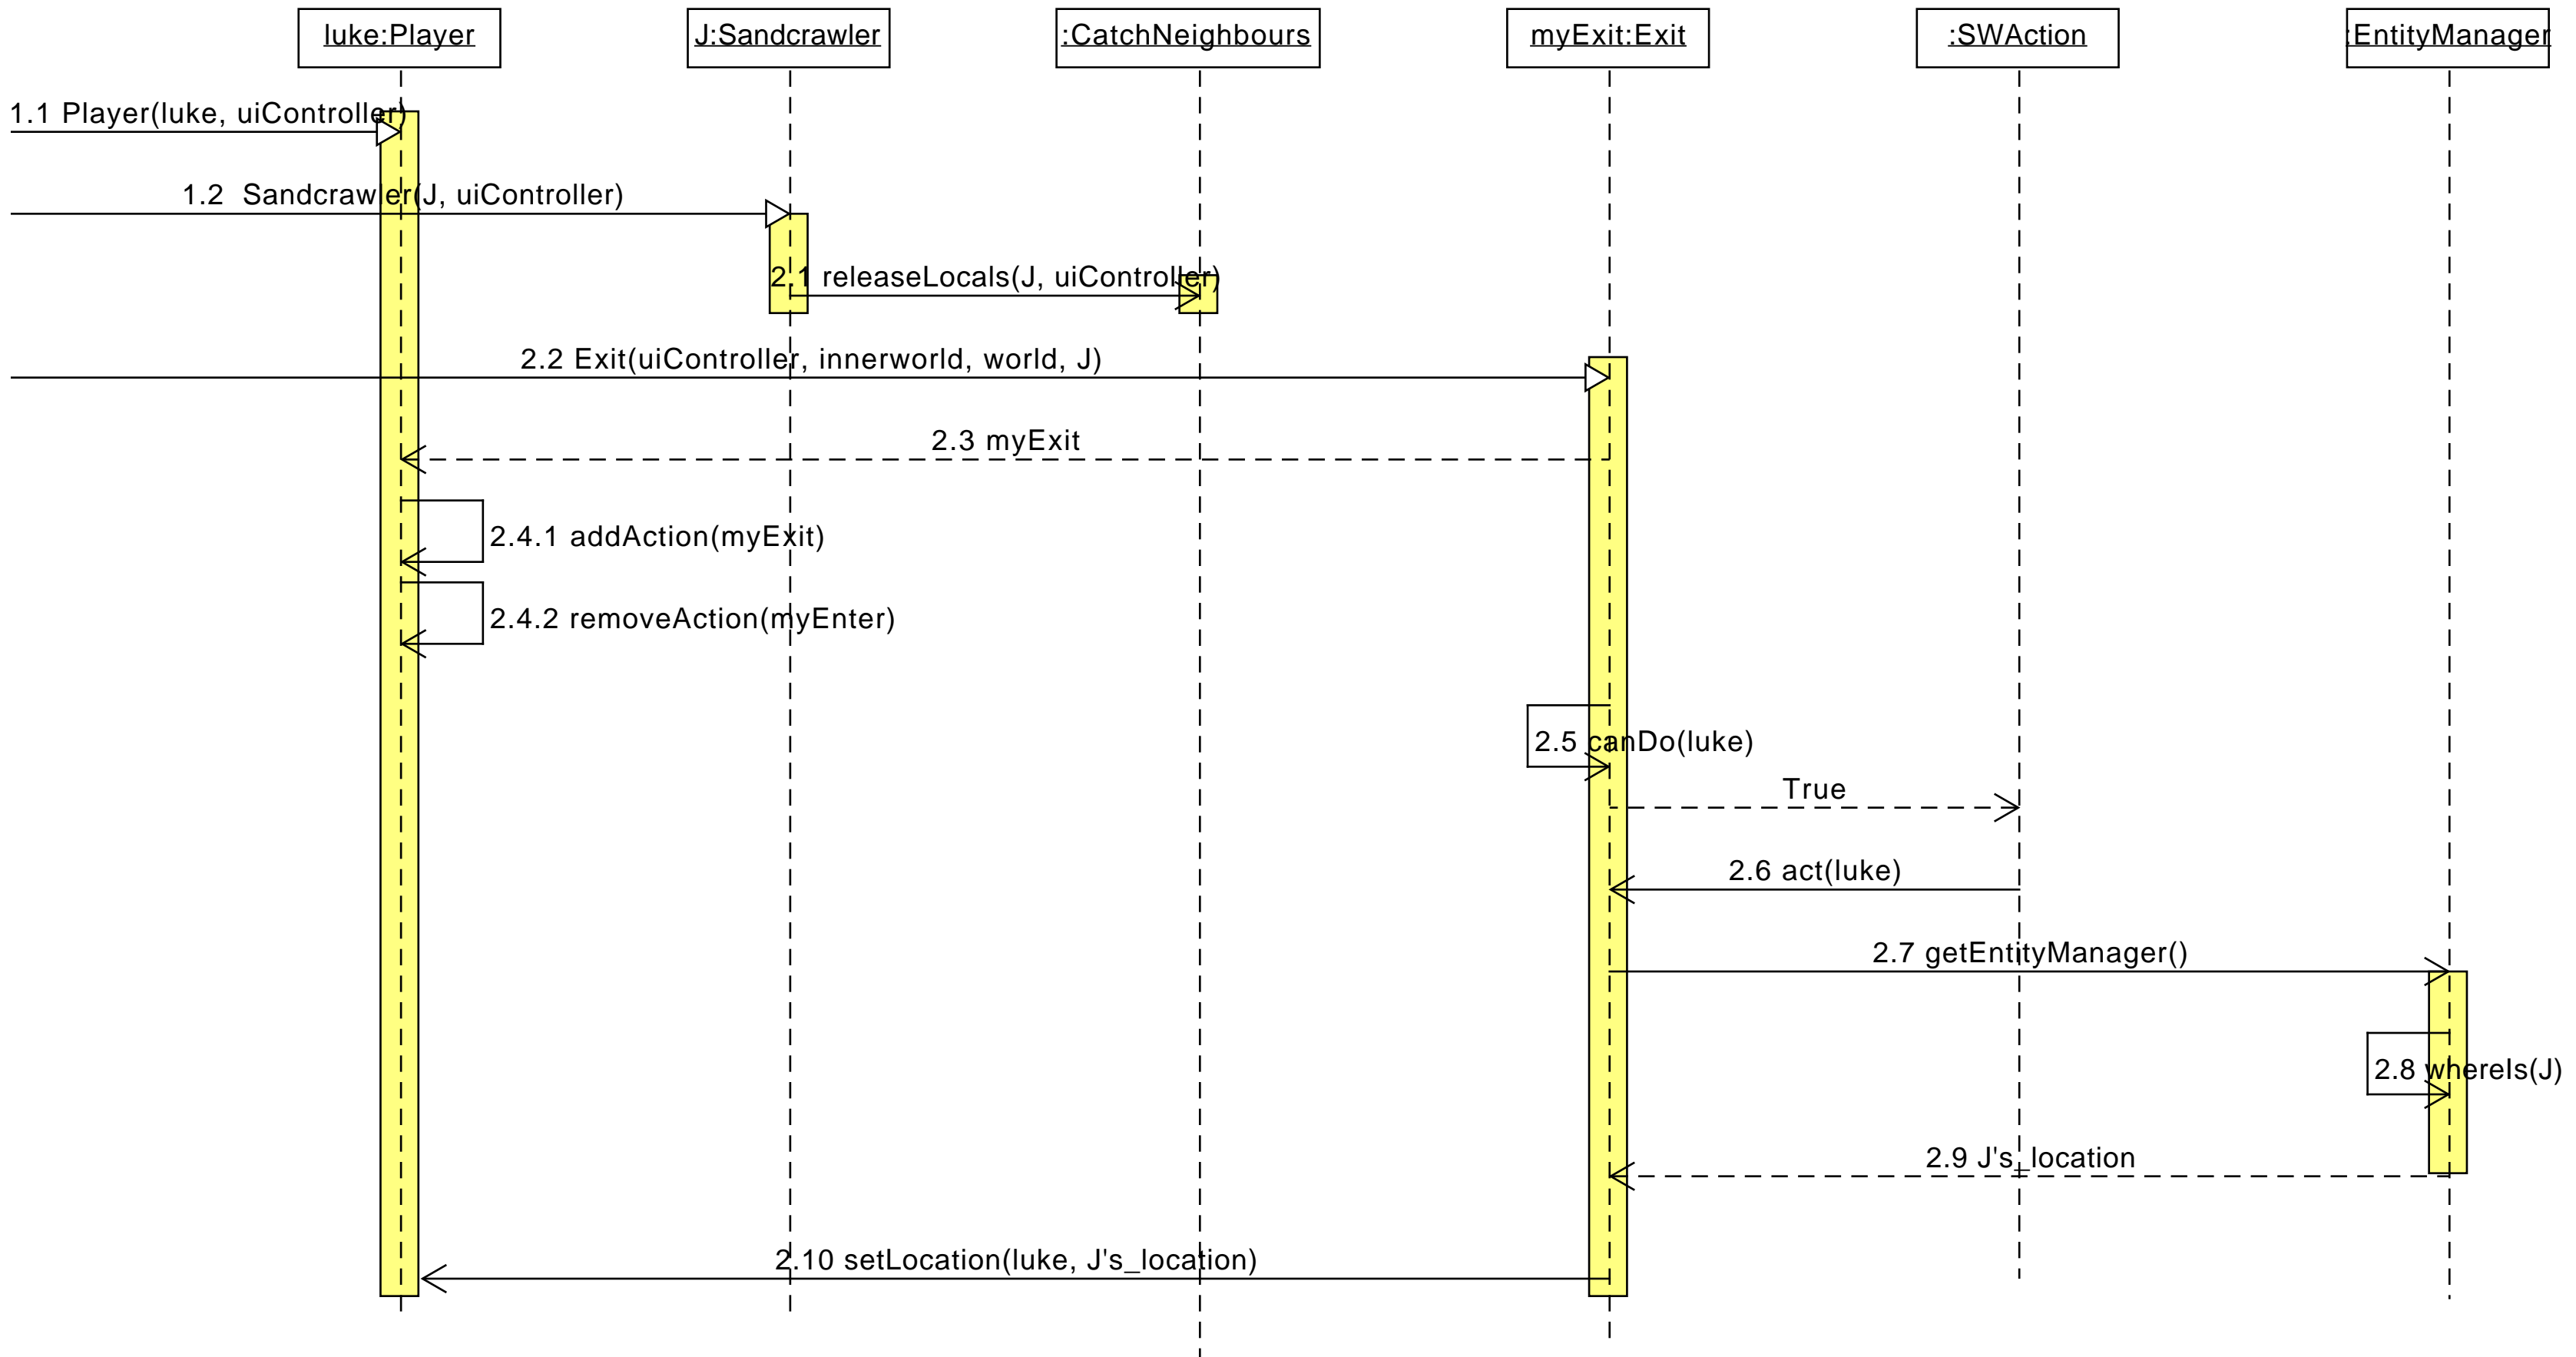 luke:Player
J:Sandcrawler
:CatchNeighbours
myExit:Exit
:SWAction
:EntityManager
1.1 Player(luke, uiController)
1.2  Sandcrawler(J, uiController)
2.1 releaseLocals(J, uiController)
2.2 Exit(uiController, innerworld, world, J)
2.3 myExit
2.4.1 addAction(myExit)
2.4.2 removeAction(myEnter)
2.5 canDo(luke)
True
2.6 act(luke)
2.7 getEntityManager()
2.8 whereIs(J)
2.9 J's_location
2.10 setLocation(luke, J's_location)